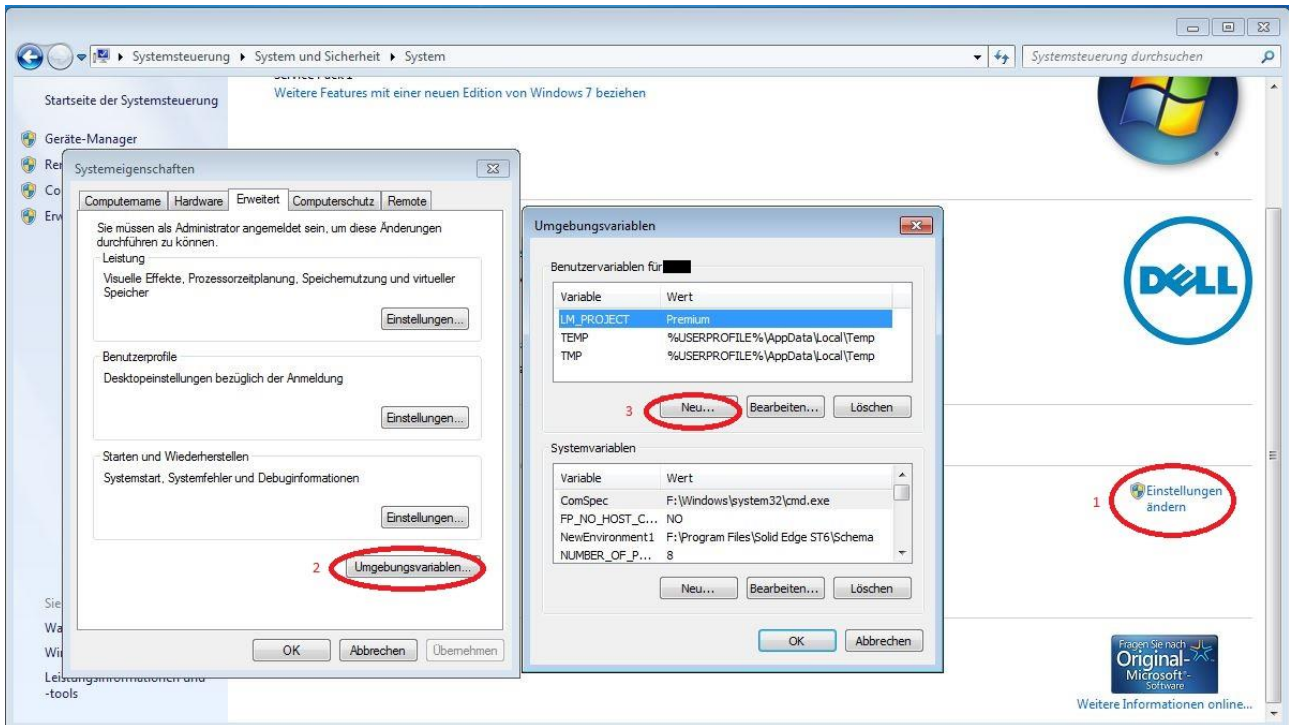 Systemsteuerung ▸ System und Sicherheit ▸ System
Systemsteuerung durchsuchen
Service Pack 1
Weitere Features mit einer neuen Edition von Windows 7 beziehen
Startseite der Systemsteuerung
Geräte-Manager
Systemeigenschaften
Computername Hardware Erweitert Computerschutz Remote
Sie müssen als Administrator angemeldet sein, um diese Änderungen
durchführen zu können.
Leistung
Visuelle Effekte, Prozessorzeitplanung, Speichernutzung und virtueller
Speicher
Einstellungen...
Benutzerprofile
Desktopeinstellungen bezüglich der Anmeldung
Einstellungen...
Starten und Wiederherstellen
Systemstart, Systemfehler und Debuginformationen
Einstellungen...
2 Umgebungsvariablen...
OK Abbrechen Übernehmen
Umgebungsvariablen
Benutzervariablen für
Variable Wert
LM_PROJECT Premium
TEMP %USERPROFILE%\AppData\Local\Temp
TMP %USERPROFILE%\AppData\Local\Temp
3 Neu... Bearbeiten... Löschen
Systemvariablen
Variable Wert
ComSpec F:\Windows\system32\cmd.exe
FP_NO_HOST_C... NO
NewEnvironment1 F:\Program Files\Solid Edge ST6\Schema
NUMBER_OF_P... 8
Neu... Bearbeiten... Löschen
OK Abbrechen
DELL
1 Einstellungen
ändern
Sie
Leistungsinformationen und
-tools
Fragen Sie nach
Original-
Microsoft®-
Software
Weitere Informationen online...